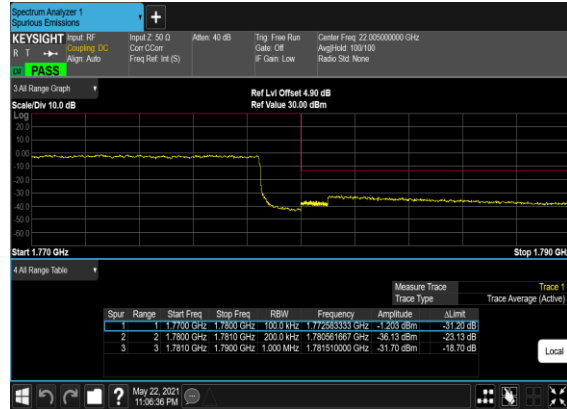 Spectrum Analyzer 1
Spurious Emissions
KEYSIGHT Input: RF Input Z: 50 Ω Atten: 40 dB Trig: Free Run Center Freq: 22.005000000 GHz
R T Coupling: DC Corr CCorr Gate: Off Avg|Hold: 100/100
Align: Auto Freq Ref: Int (S) IF Gain: Low Radio Std: None
PASS
3 All Range Graph
Ref Lvl Offset 4.90 dB
Scale/Div 10.0 dB Ref Value 30.00 dBm
Log
20.0
10.0
0.00
-10.0
-20.0
-30.0
-40.0
-50.0
-60.0
Start 1.770 GHz Stop 1.790 GH
4 All Range Table
Measure Trace Trace 1
Trace Type Trace Average (Active)
Spur Range Start Freq Stop Freq RBW Frequency Amplitude ΔLimit
1 1 1.7700 GHz 1.7800 GHz 100.0 kHz 1.772583333 GHz -1.203 dBm -31.20 dB
2 2 1.7800 GHz 1.7810 GHz 200.0 kHz 1.780561667 GHz -36.13 dBm -23.13 dB
3 3 1.7810 GHz 1.7900 GHz 1.000 MHz 1.781510000 GHz -31.70 dBm -18.70 dB
Local
May 22, 2021
11:06:36 PM